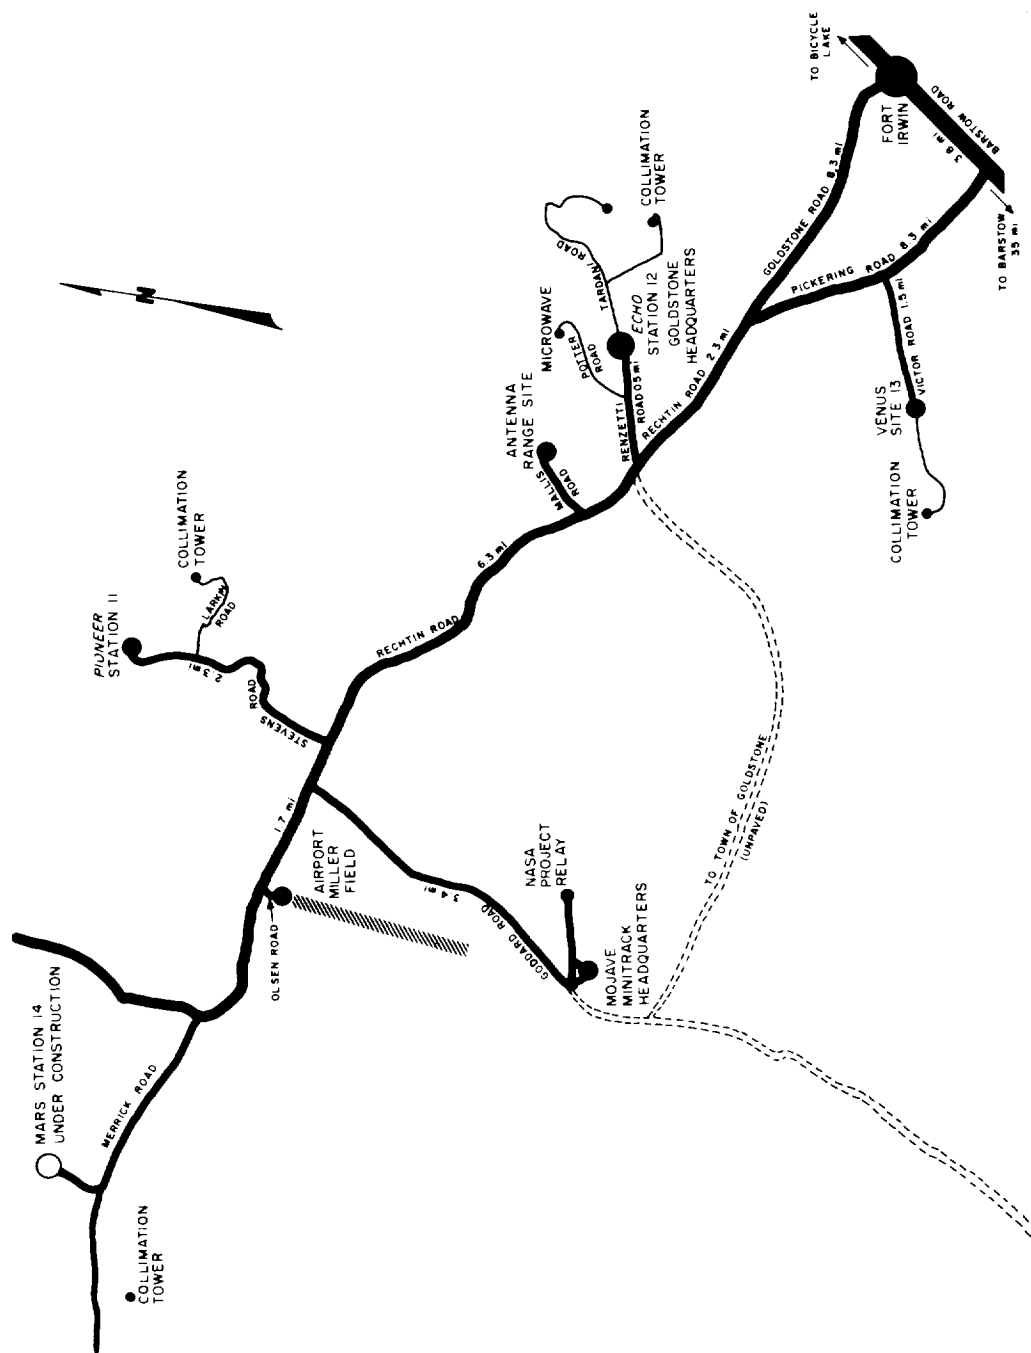 MARS STATION 14
UNDER CONSTRUCTION
MERRICK ROAD
COLLIMATION
TOWER
PIONEER
STATION 11
2.3 mi
LARKIN
ROAD
COLLIMATION
TOWER
STEVENS
ROAD
1.7 mi
OLSEN ROAD
AIRPORT
MILLER
FIELD
N
RECHTIN ROAD
6.3 mi
3.4 mi
GODDARD ROAD
NASA
PROJECT
RELAY
MOJAVE
MINITRACK
HEADQUARTERS
ANTENNA
RANGE SITE
MALLIS
ROAD
MICROWAVE
POTTER
ROAD
RENZETTI
ROAD 0.5 mi
TARDANI ROAD
COLLIMATION
TOWER
ECHO
STATION 12
GOLDSTONE
HEADQUARTERS
RECHTIN ROAD 2.3 mi
TO TOWN OF GOLDSTONE
(UNPAVED)
GOLDSTONE ROAD 8.3 mi
PICKERING ROAD 8.3 mi
VICTOR ROAD 1.5 mi
VENUS
SITE 13
COLLIMATION
TOWER
TO BICYCLE
LAKE
FORT
IRWIN
3.8 mi
BARSTOW ROAD
TO BARSTOW
35 mi